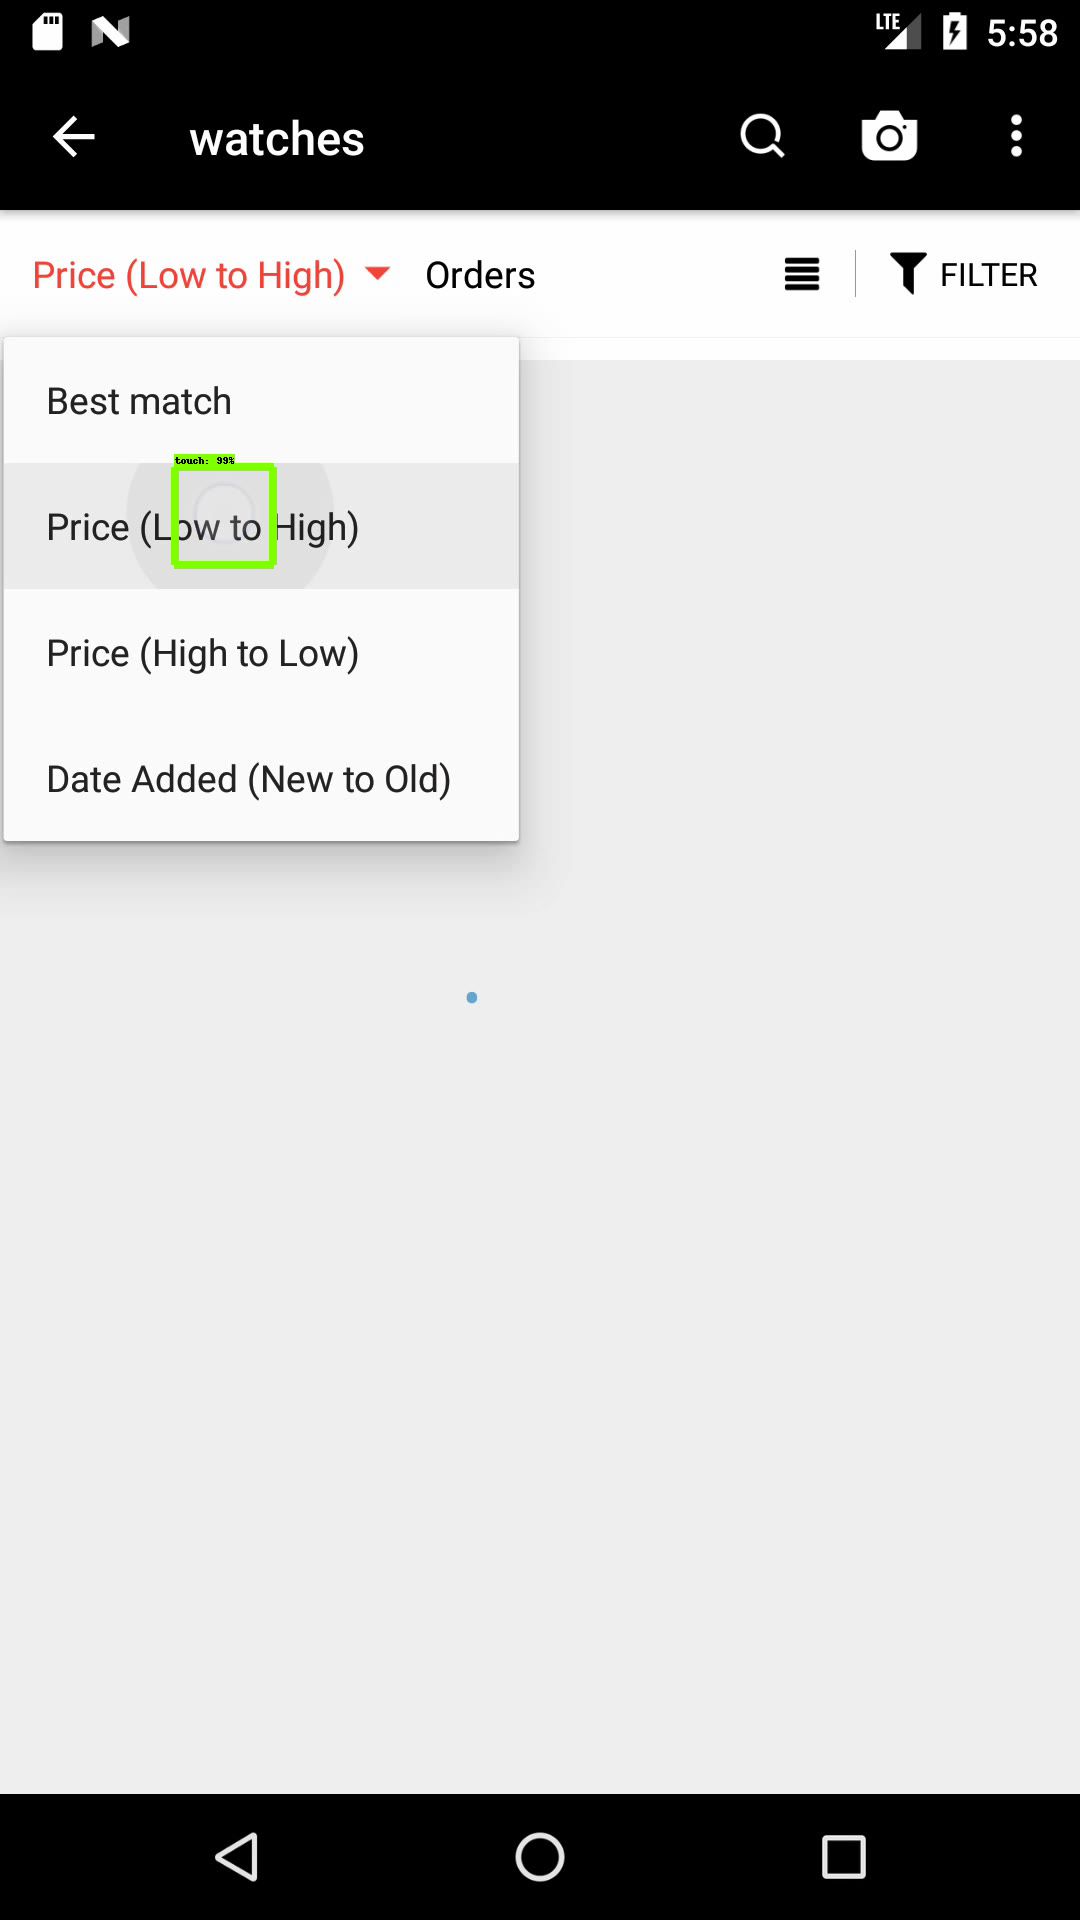 LTE 5:58
watches
Price (Low to High) Orders FILTER
Best match
touch: 99%
Price (Low to High)
Price (High to Low)
Date Added (New to Old)